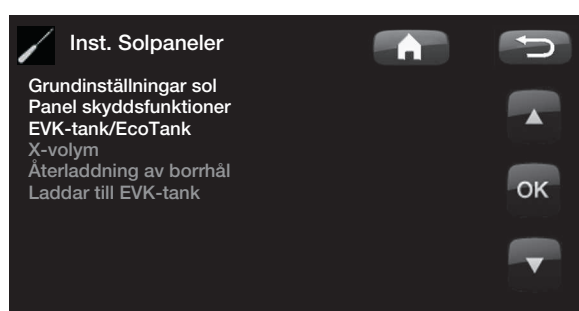 Inst. Solpaneler
Grundinställningar sol
Panel skyddsfunktioner
EVK-tank/EcoTank
X-volym
Återladdning av borrhål
Laddar till EVK-tank
OK